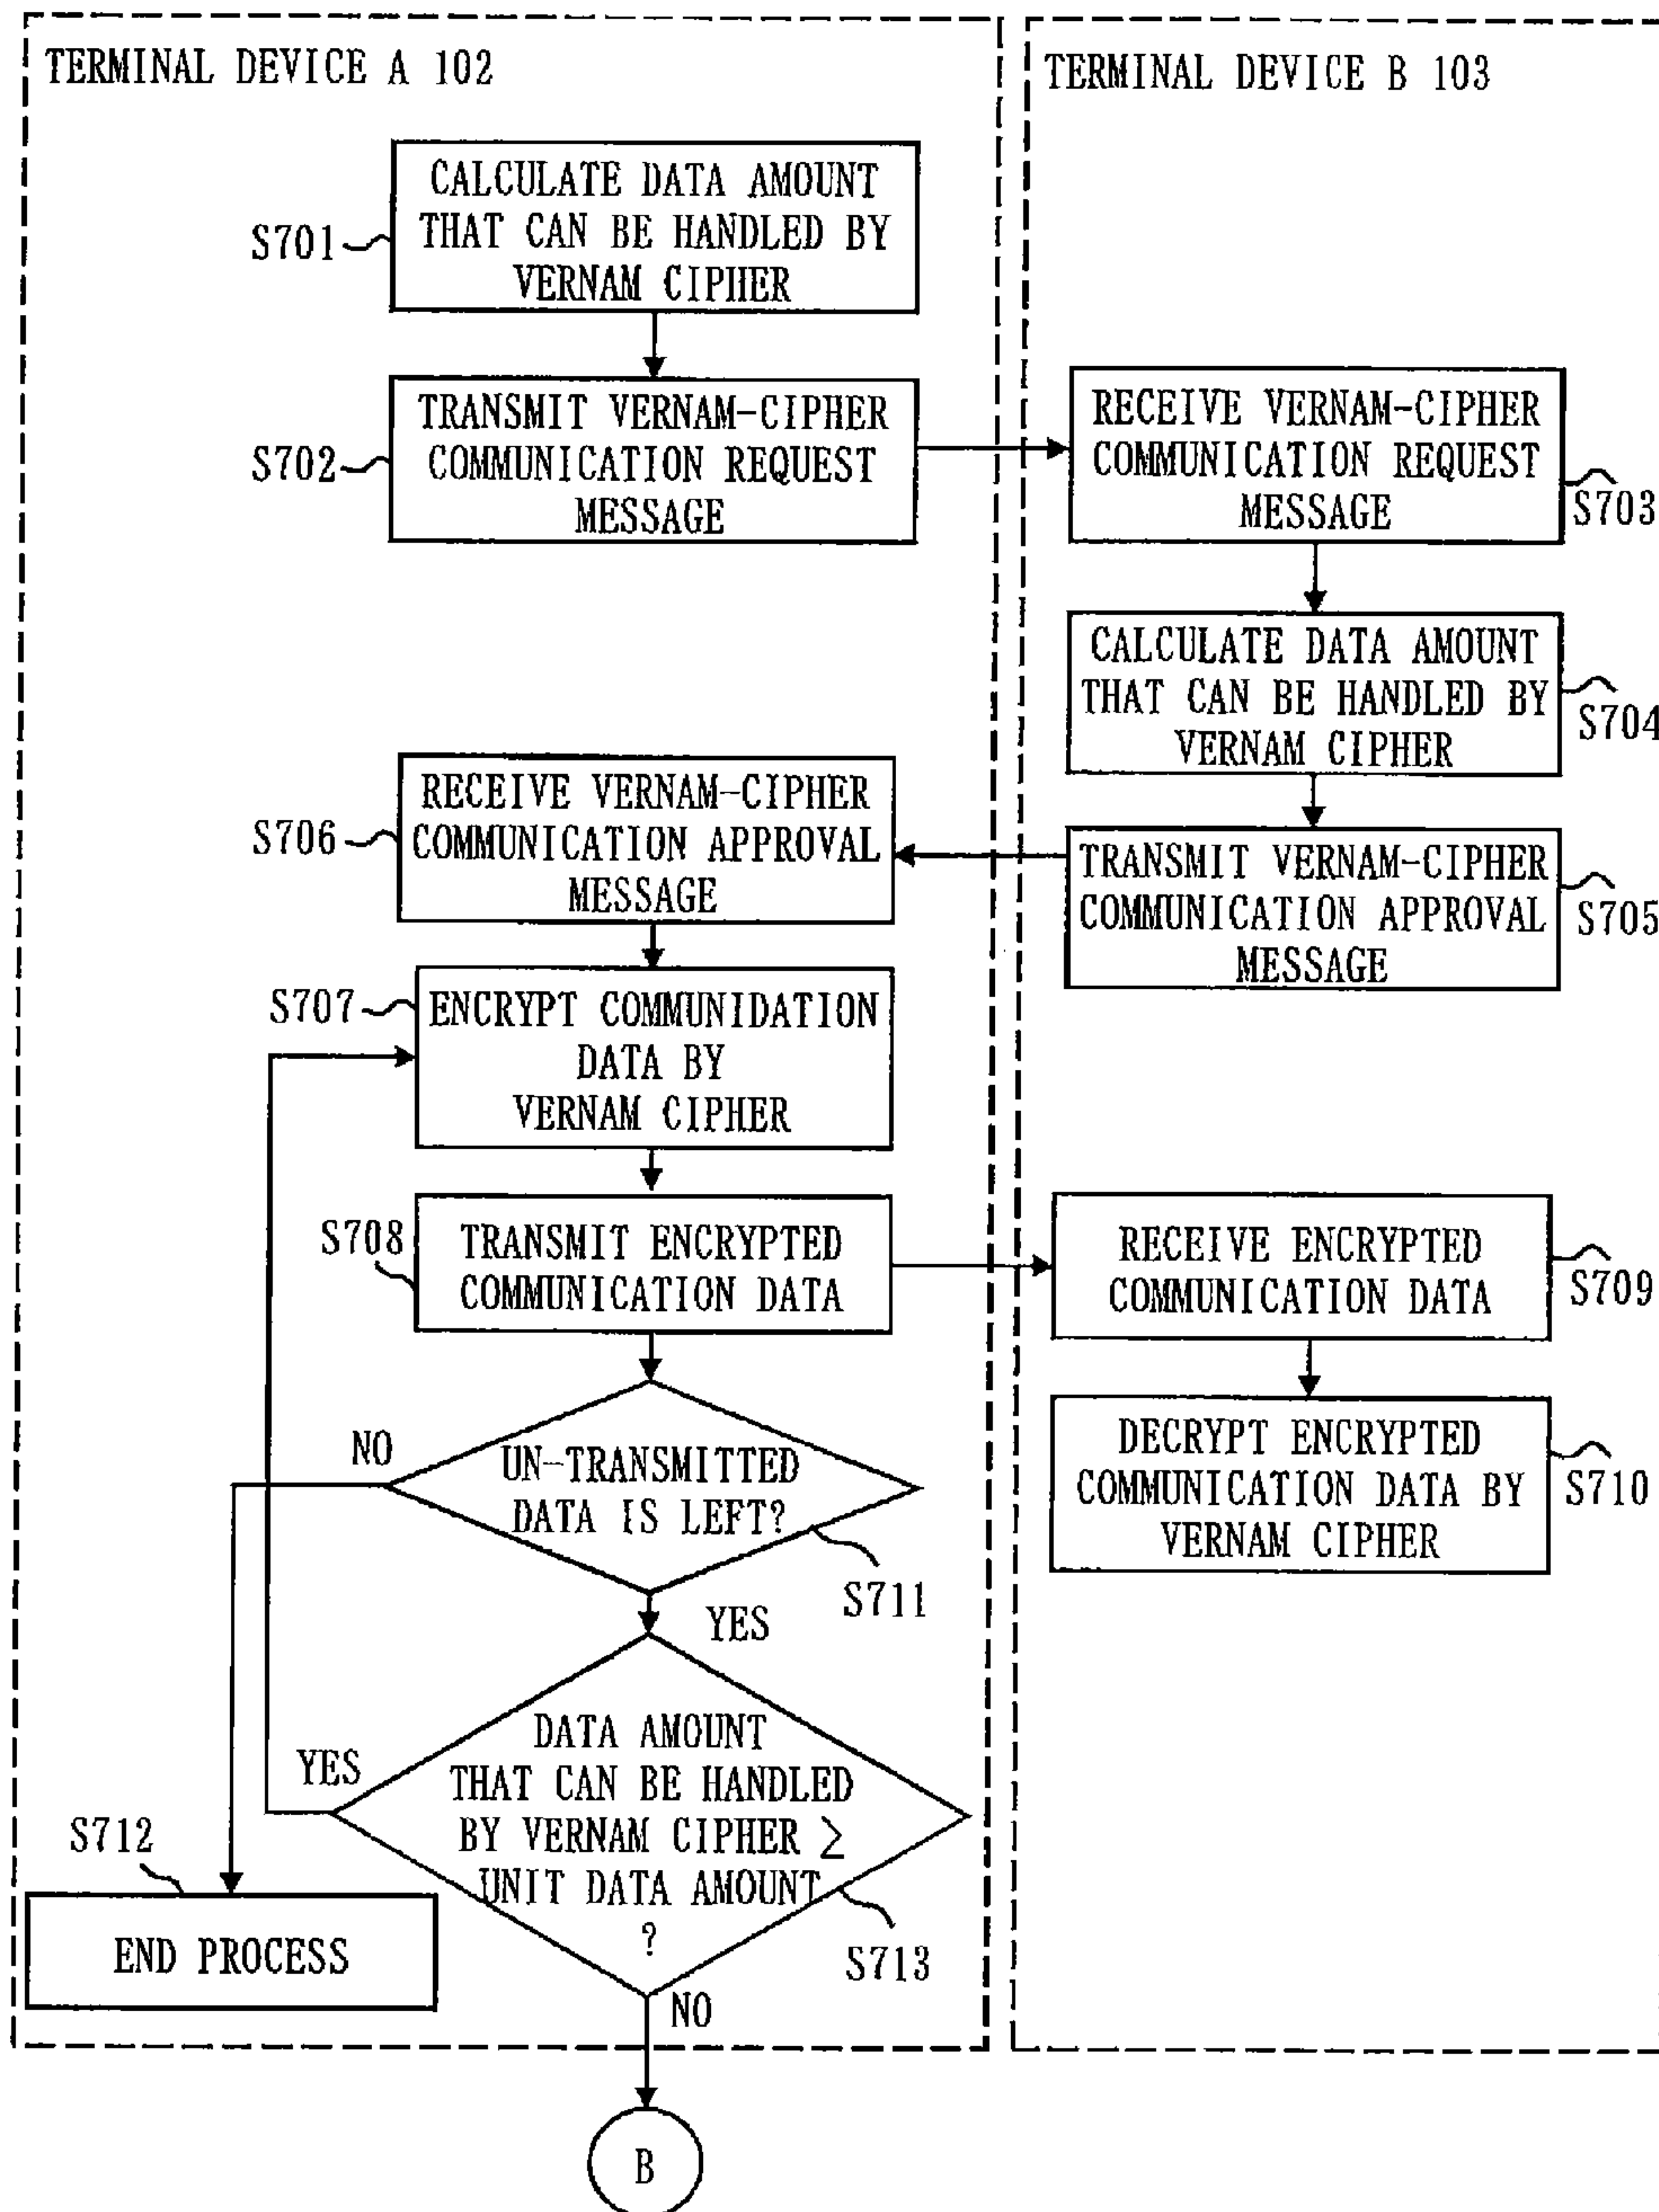 TERMINAL DEVICE A 102
TERMINAL DEVICE B 103
S701
CALCULATE DATA AMOUNT
THAT CAN BE HANDLED BY
VERNAM CIPHER
S702
TRANSMIT VERNAM-CIPHER
COMMUNICATION REQUEST
MESSAGE
RECEIVE VERNAM-CIPHER
COMMUNICATION REQUEST
MESSAGE
S703
CALCULATE DATA AMOUNT
THAT CAN BE HANDLED BY
VERNAM CIPHER
S704
TRANSMIT VERNAM-CIPHER
COMMUNICATION APPROVAL
MESSAGE
S705
S706
RECEIVE VERNAM-CIPHER
COMMUNICATION APPROVAL
MESSAGE
S707
ENCRYPT COMMUNIDATION
DATA BY
VERNAM CIPHER
S708
TRANSMIT ENCRYPTED
COMMUNICATION DATA
RECEIVE ENCRYPTED
COMMUNICATION DATA
S709
DECRYPT ENCRYPTED
COMMUNICATION DATA BY
VERNAM CIPHER
S710
NO
UN-TRANSMITTED
DATA IS LEFT?
S711
YES
YES
DATA AMOUNT
THAT CAN BE HANDLED
BY VERNAM CIPHER ≥
UNIT DATA AMOUNT
?
S713
S712
END PROCESS
NO
B